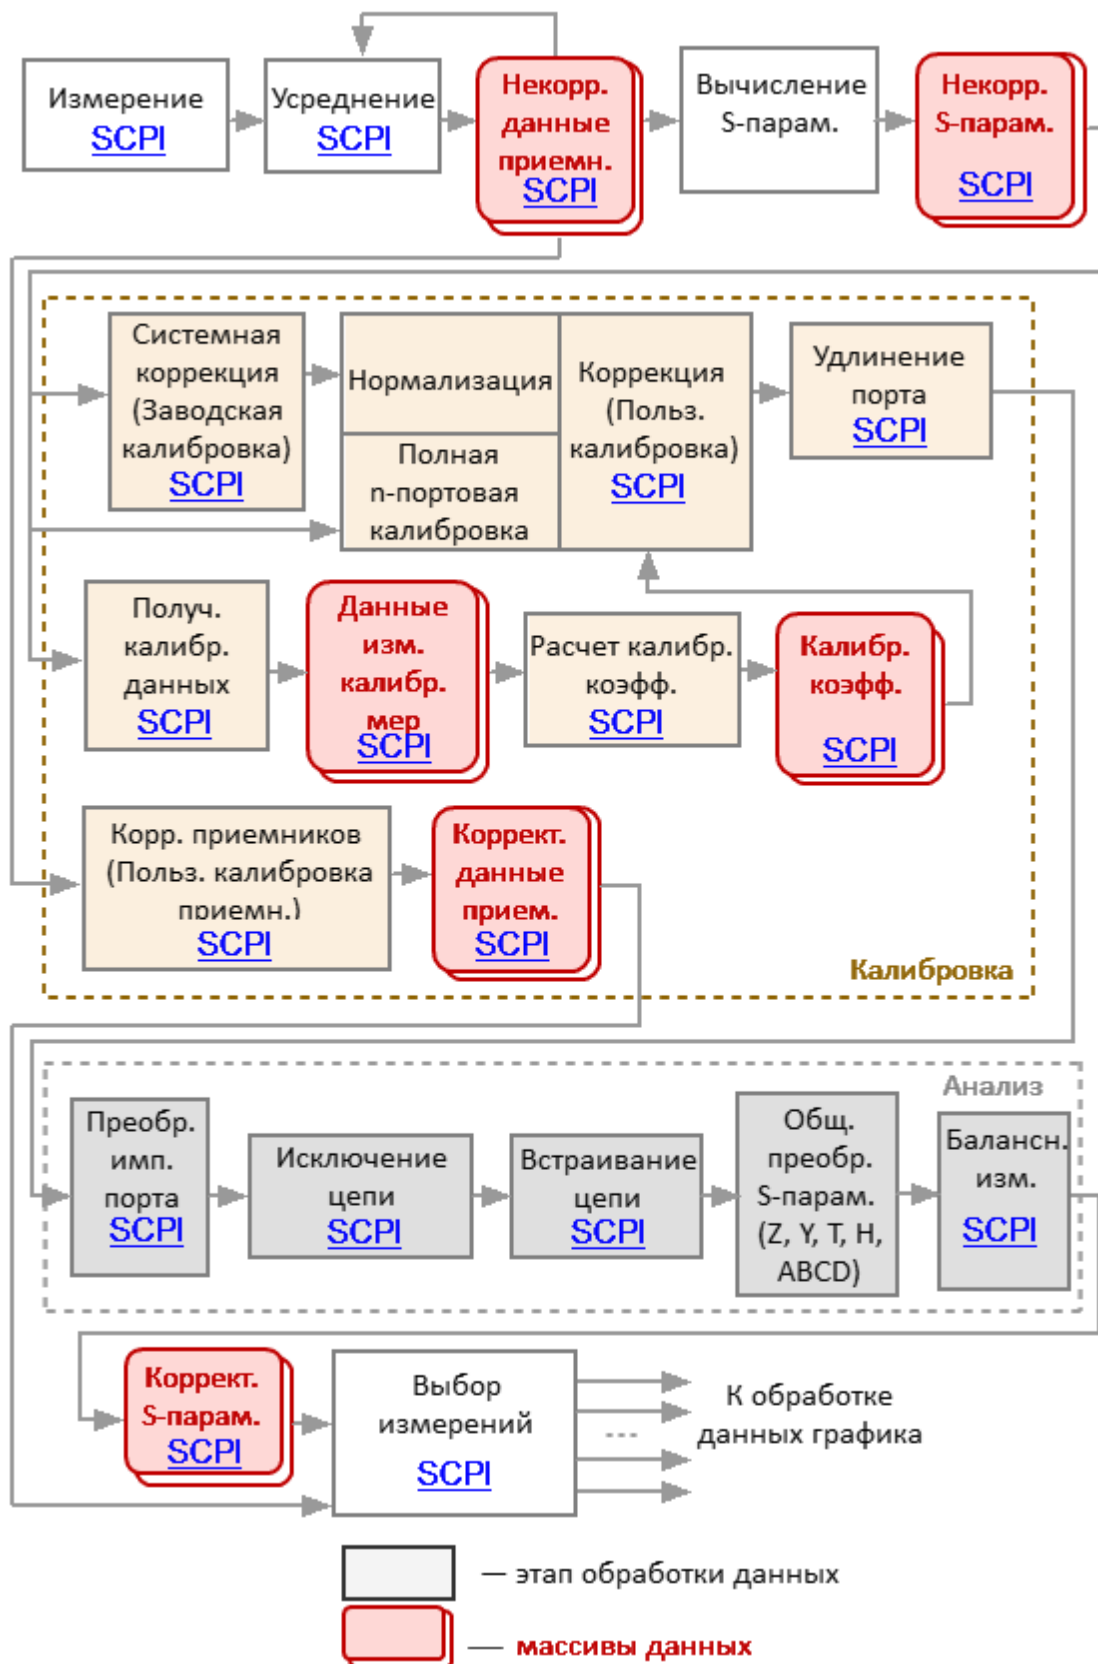 Измерение
SCPI
Усреднение
SCPI
Некорр.
данные
приемн.
SCPI
Вычисление
S-парам.
Некорр.
S-парам.
SCPI
Системная
коррекция
(Заводская
калибровка)
SCPI
Нормализация
Полная
n-портовая
калибровка
Коррекция
(Польз.
калибровка)
SCPI
Удлинение
порта
SCPI
Получ.
калибр.
данных
SCPI
Данные
изм.
калибр.
мер
SCPI
Расчет калибр.
коэфф.
SCPI
Калибр.
коэфф.
SCPI
Корр. приемников
(Польз. калибровка
приемн.)
SCPI
Коррект.
данные
прием.
SCPI
Калибровка
Анализ
Преобр.
имп.
порта
SCPI
Исключение
цепи
SCPI
Встраивание
цепи
SCPI
Общ.
преобр.
S-парам.
(Z, Y, T, H,
ABCD)
Балансн.
изм.
SCPI
Коррект.
S-парам.
SCPI
Выбор
измерений
SCPI
К обработке
данных графика
— этап обработки данных
— массивы данных